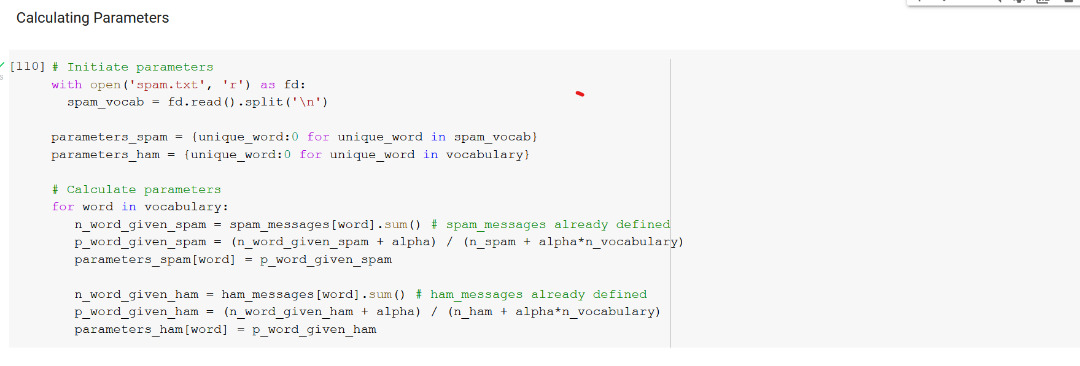 Calculating Parameters
[110] # Initiate parameters
with open('spam.txt', 'r') as fd:
spam_vocab = fd.read().split('\n')
parameters_spam = {unique_word:0 for unique_word in spam_vocab}
parameters_ham = {unique_word:0 for unique_word in vocabulary}
# Calculate parameters
for word in vocabulary:
n_word_given_spam = spam_messages[word].sum() # spam_messages already defined
p_word_given_spam = (n_word_given_spam + alpha) / (n_spam + alpha*n_vocabulary)
parameters_spam[word] = p_word_given_spam
n_word_given_ham = ham_messages[word].sum() # ham_messages already defined
p_word_given_ham = (n_word_given_ham + alpha) / (n_ham + alpha*n_vocabulary)
parameters_ham[word] = p_word_given_ham